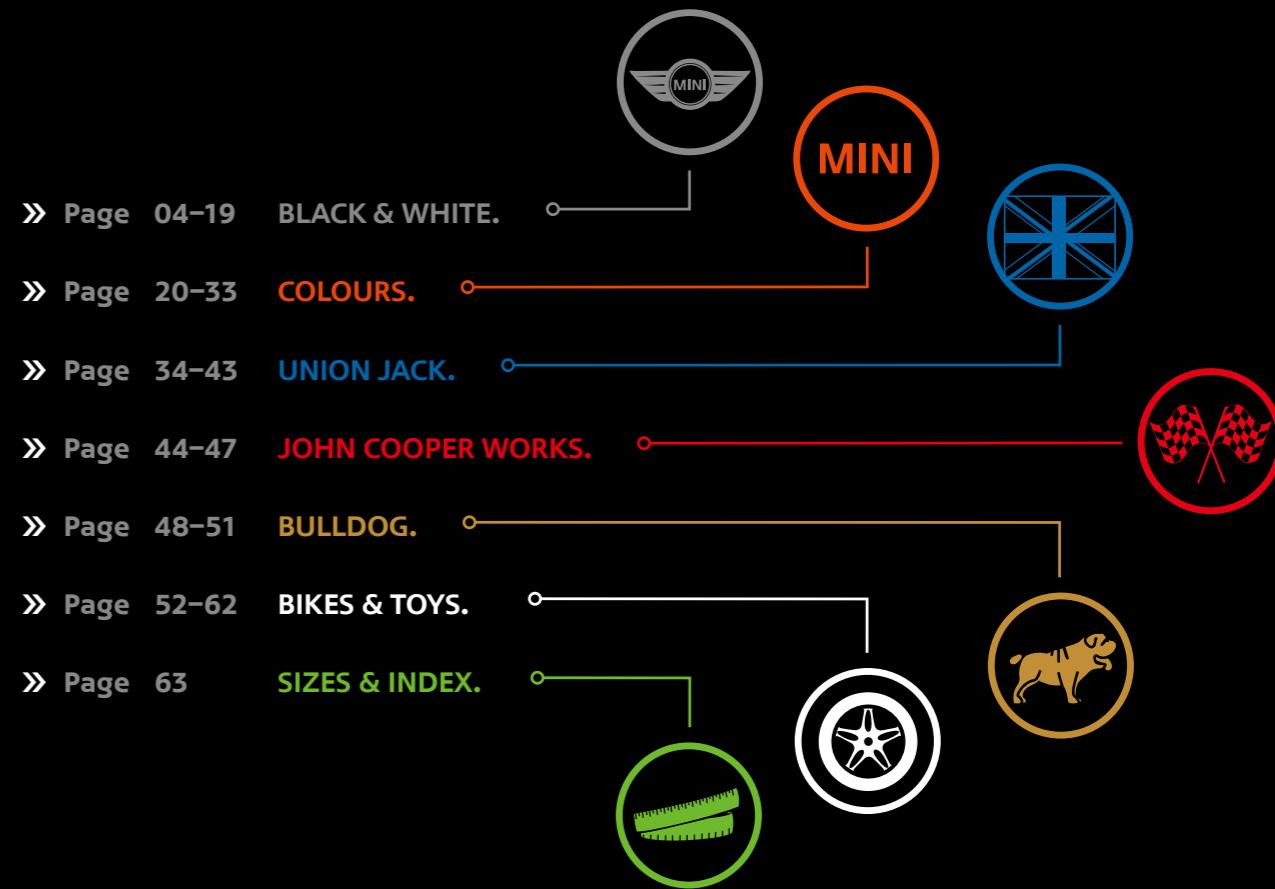 MINI
MINI
» Page 04–19 BLACK & WHITE.
» Page 20–33 COLOURS.
» Page 34–43 UNION JACK.
» Page 44–47 JOHN COOPER WORKS.
» Page 48–51 BULLDOG.
» Page 52–62 BIKES & TOYS.
» Page 63 SIZES & INDEX.